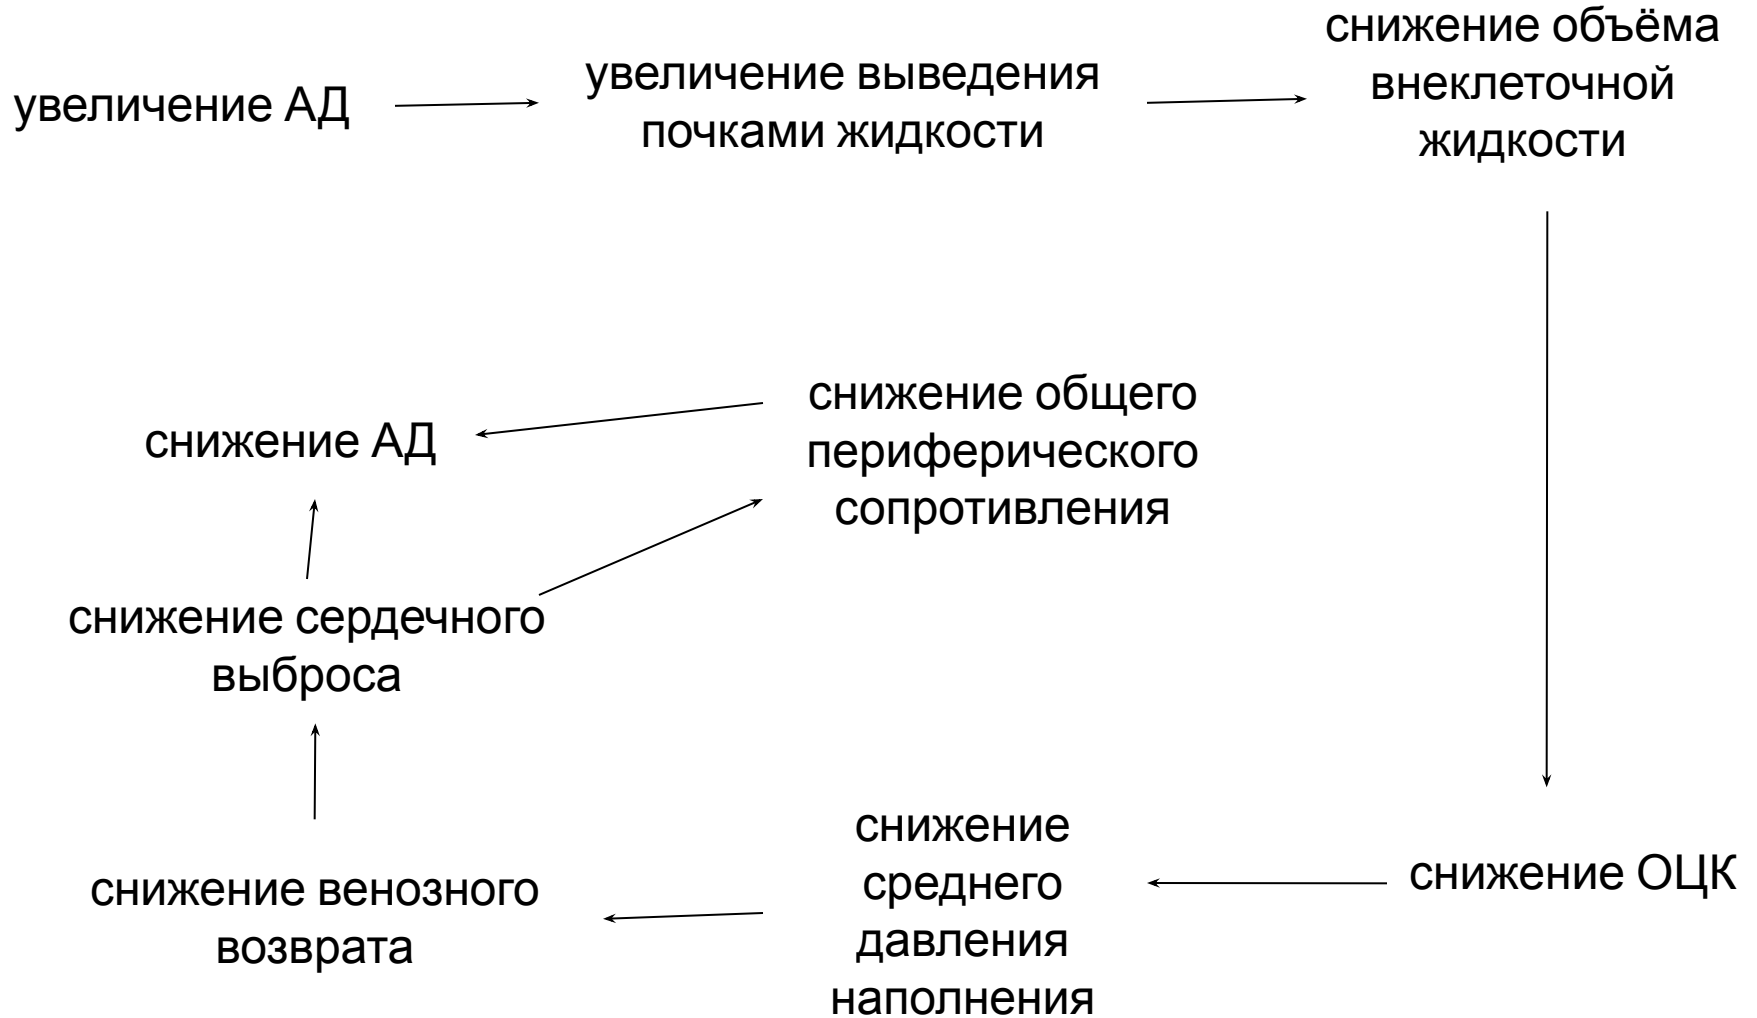 увеличение АД
увеличение выведения
почками жидкости
снижение объёма
внеклеточной
жидкости
снижение общего
периферического
сопротивления
снижение АД
снижение сердечного
выброса
снижение венозного
возврата
снижение
среднего
давления
наполнения
снижение ОЦК